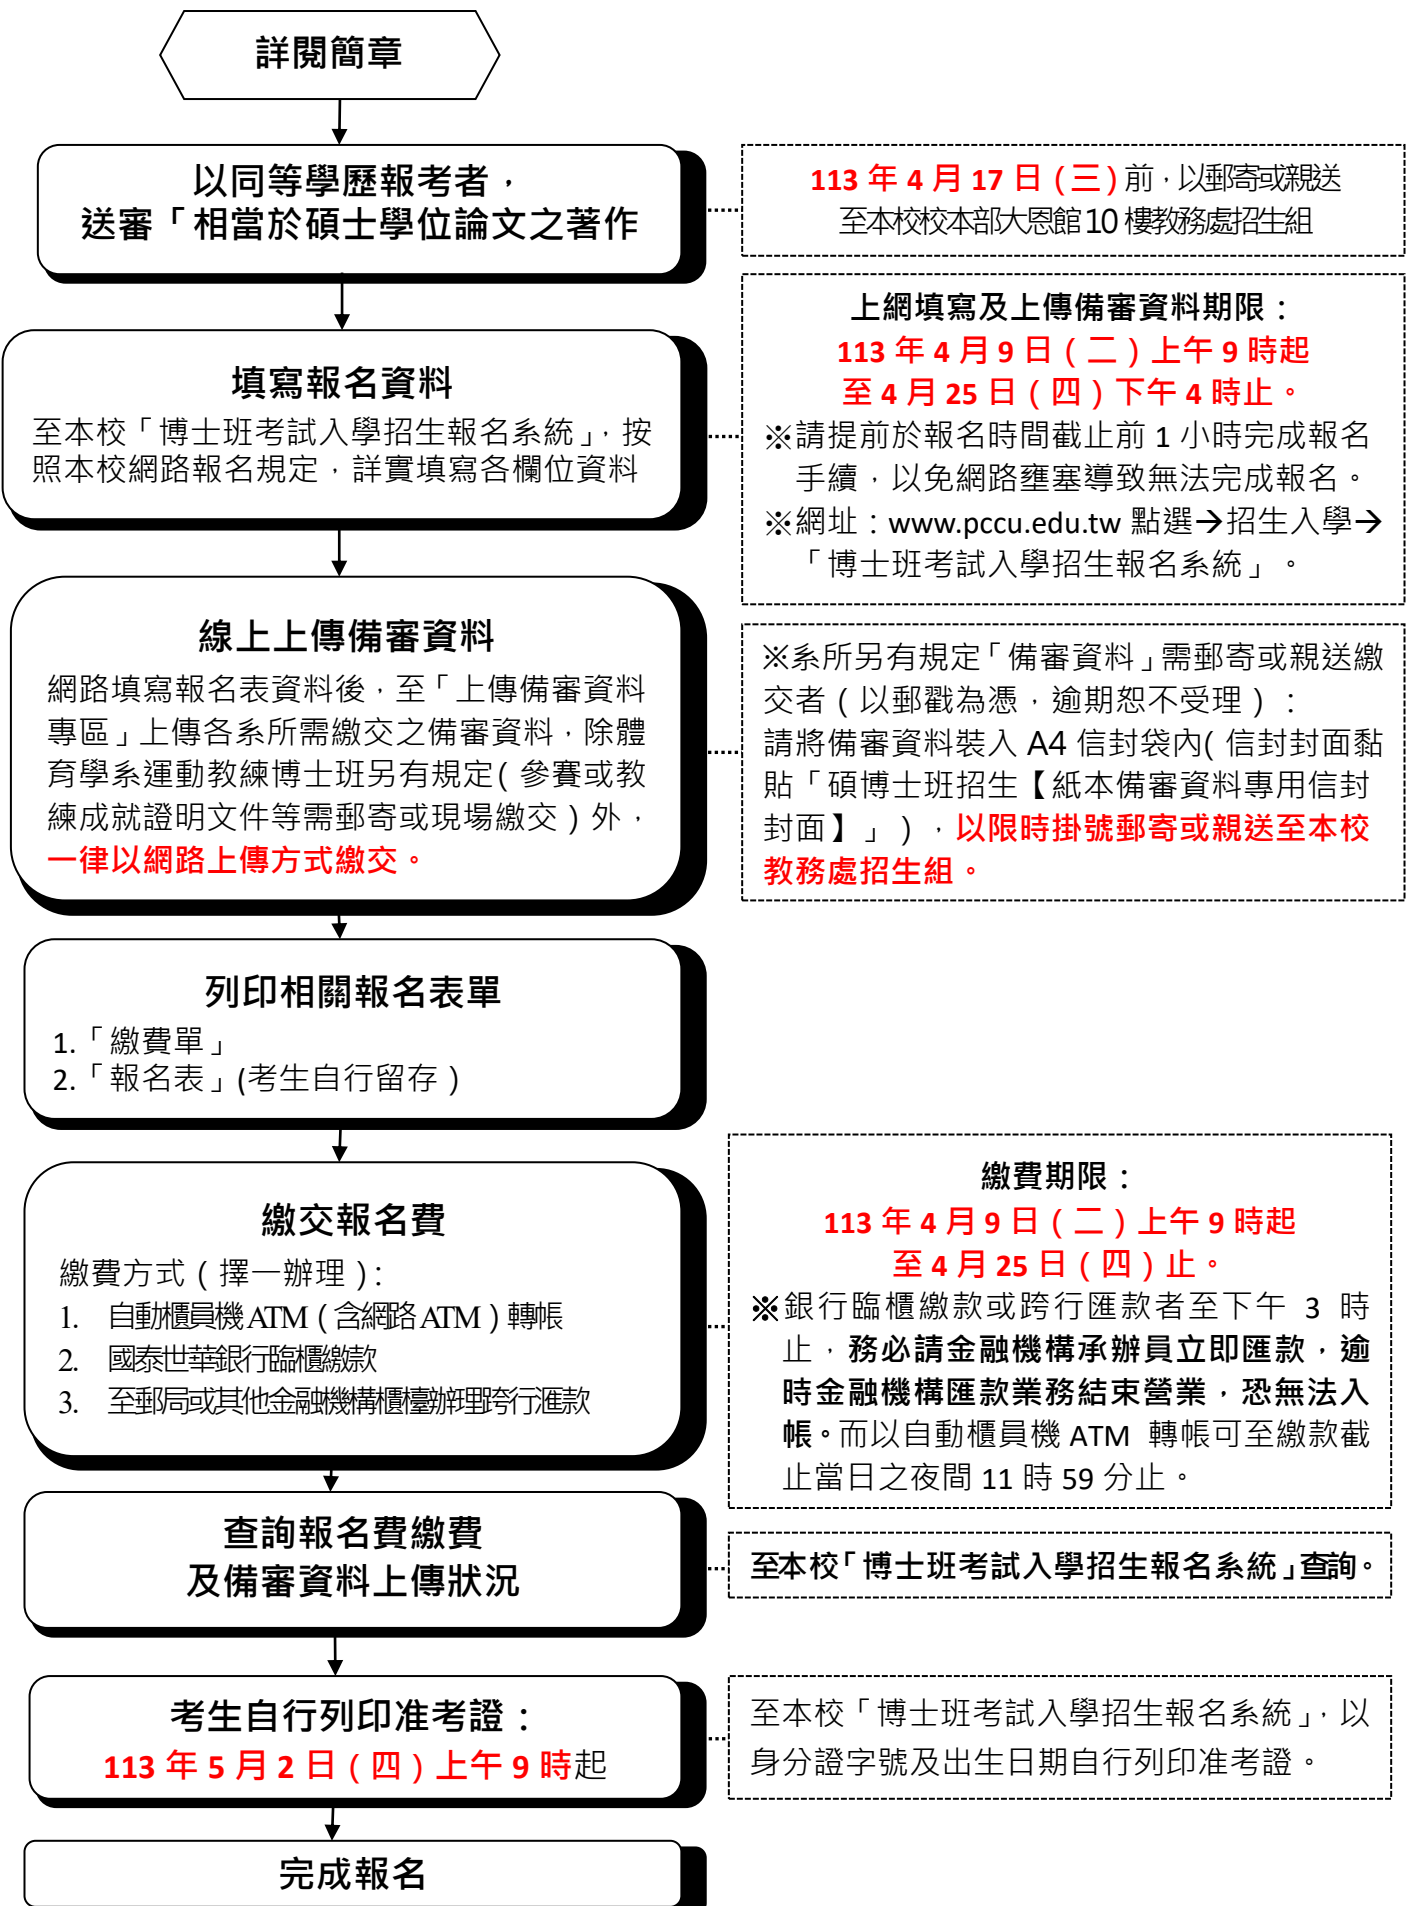 詳閱簡章
以同等學歷報考者，
送審「相當於碩士學位論文之著作
113 年 4 月 17 日 (三) 前，以郵寄或親送
至本校校本部大恩館 10 樓教務處招生組
填寫報名資料
至本校「博士班考試入學招生報名系統」，按
照本校網路報名規定，詳實填寫各欄位資料
上網填寫及上傳備審資料期限：
113 年 4 月 9 日（二）上午 9 時起
至 4 月 25 日（四）下午 4 時止。
※請提前於報名時間截止前 1 小時完成報名
手續，以免網路壅塞導致無法完成報名。
※網址：www.pccu.edu.tw 點選→招生入學→
「博士班考試入學招生報名系統」。
線上上傳備審資料
網路填寫報名表資料後，至「上傳備審資料
專區」上傳各系所需繳交之備審資料，除體
育學系運動教練博士班另有規定(參賽或教
練成就證明文件等需郵寄或現場繳交）外，
一律以網路上傳方式繳交。
※系所另有規定「備審資料」需郵寄或親送繳
交者（以郵戳為憑，逾期恕不受理）：
請將備審資料裝入 A4 信封袋內(信封封面黏
貼「碩博士班招生【紙本備審資料專用信封
封面】」），以限時掛號郵寄或親送至本校
教務處招生組。
列印相關報名表單
1.「繳費單」
2.「報名表」(考生自行留存）
繳交報名費
繳費方式（擇一辦理）：
1. 自動櫃員機 ATM（含網路 ATM）轉帳
2. 國泰世華銀行臨櫃繳款
3. 至郵局或其他金融機構櫃檯辦理跨行滙款
繳費期限：
113 年 4 月 9 日（二）上午 9 時起
至 4 月 25 日（四）止。
※銀行臨櫃繳款或跨行匯款者至下午 3 時
止，務必請金融機構承辦員立即匯款，逾
時金融機構匯款業務結束營業，恐無法入
帳。而以自動櫃員機 ATM 轉帳可至繳款截
止當日之夜間 11 時 59 分止。
查詢報名費繳費
及備審資料上傳狀況
至本校「博士班考試入學招生報名系統」查詢。
考生自行列印准考證：
113 年 5 月 2 日（四）上午 9 時起
至本校「博士班考試入學招生報名系統」，以
身分證字號及出生日期自行列印准考證。
完成報名